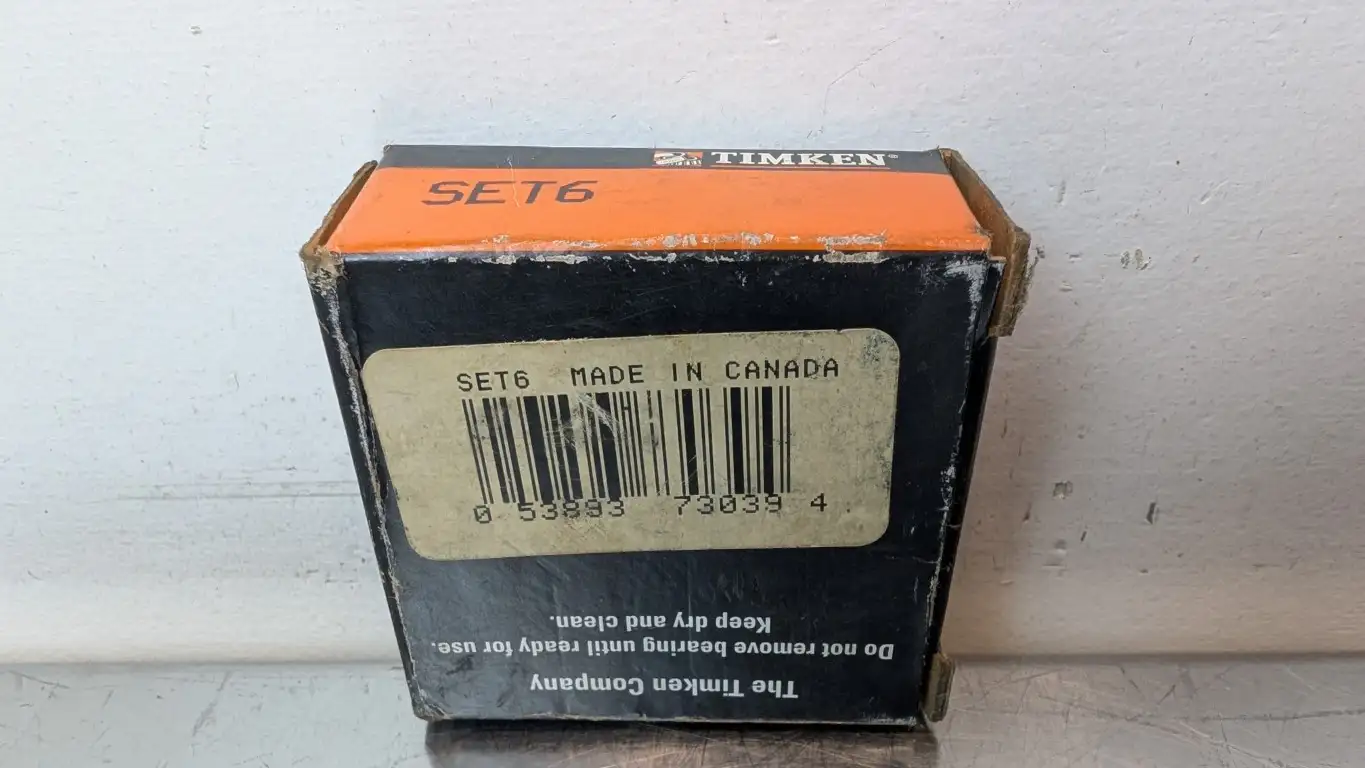 TIMKEN®
SET6
SET6 MADE IN CANADA
0 53893 73039 4
The Timken Company
Do not remove bearing until ready for use.
Keep dry and clean.